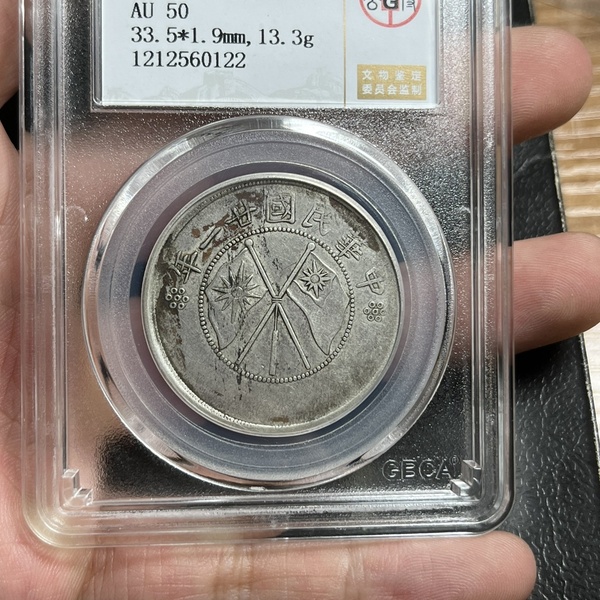 AU 50
33.5*1.9mm,13.3g
1212560122
G
文物鉴定
委员会监制
年一廿國民華中
GBCA